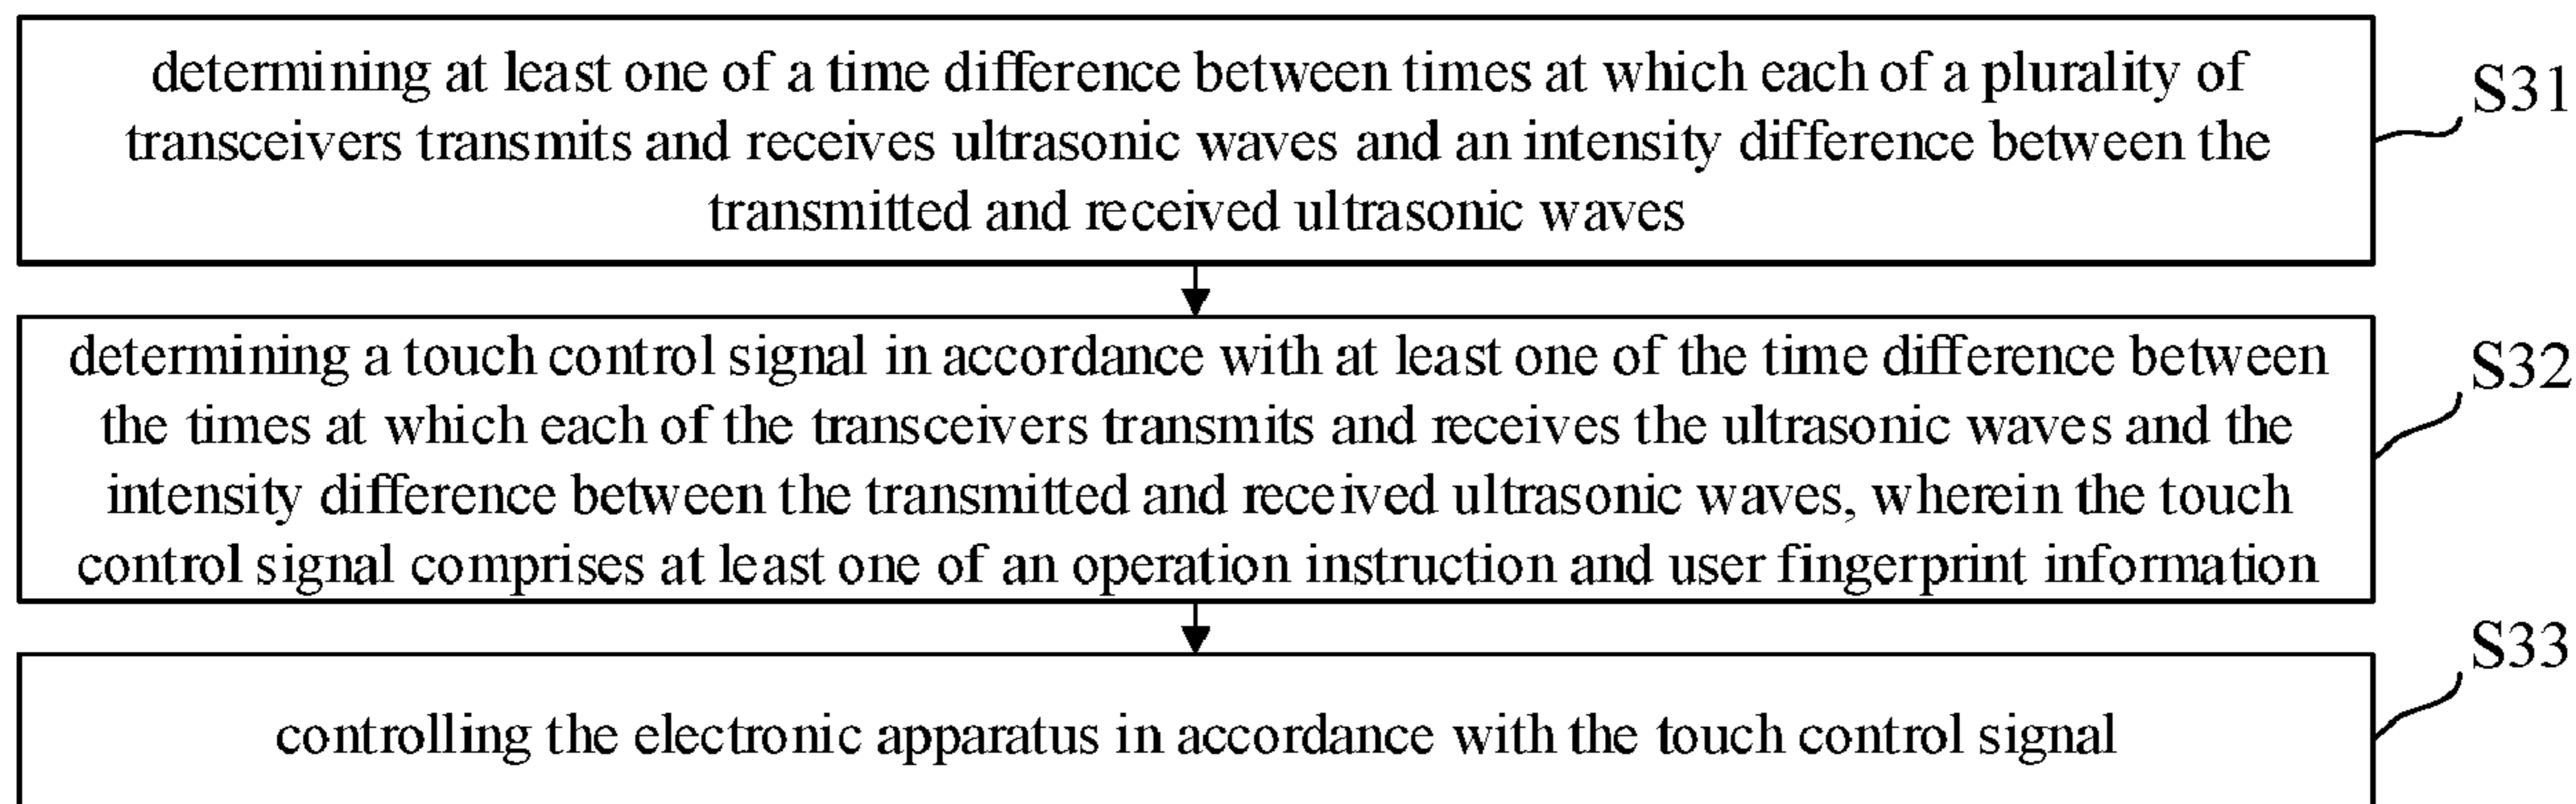 determining at least one of a time difference between times at which each of a plurality of
transceivers transmits and receives ultrasonic waves and an intensity difference between the
transmitted and received ultrasonic waves
S31
determining a touch control signal in accordance with at least one of the time difference between
the times at which each of the transceivers transmits and receives the ultrasonic waves and the
intensity difference between the transmitted and received ultrasonic waves, wherein the touch
control signal comprises at least one of an operation instruction and user fingerprint information
S32
controlling the electronic apparatus in accordance with the touch control signal
S33